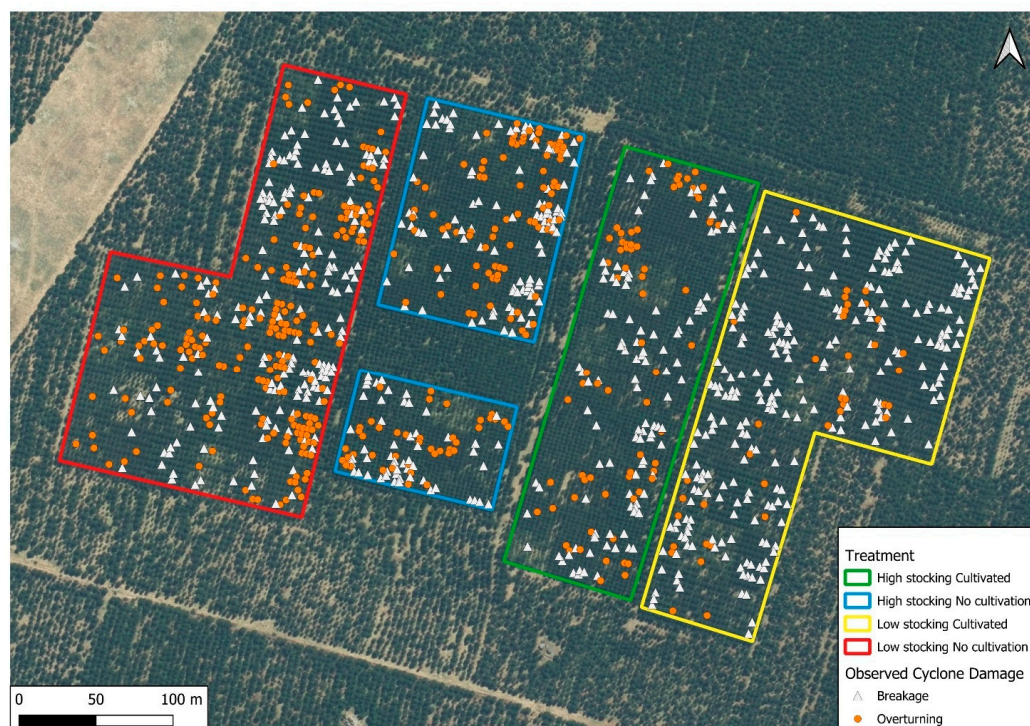 Treatment
High stocking Cultivated
High stocking No cultivation
Low stocking Cultivated
Low stocking No cultivation
Observed Cyclone Damage
Breakage
Overturning
0 50 100 m